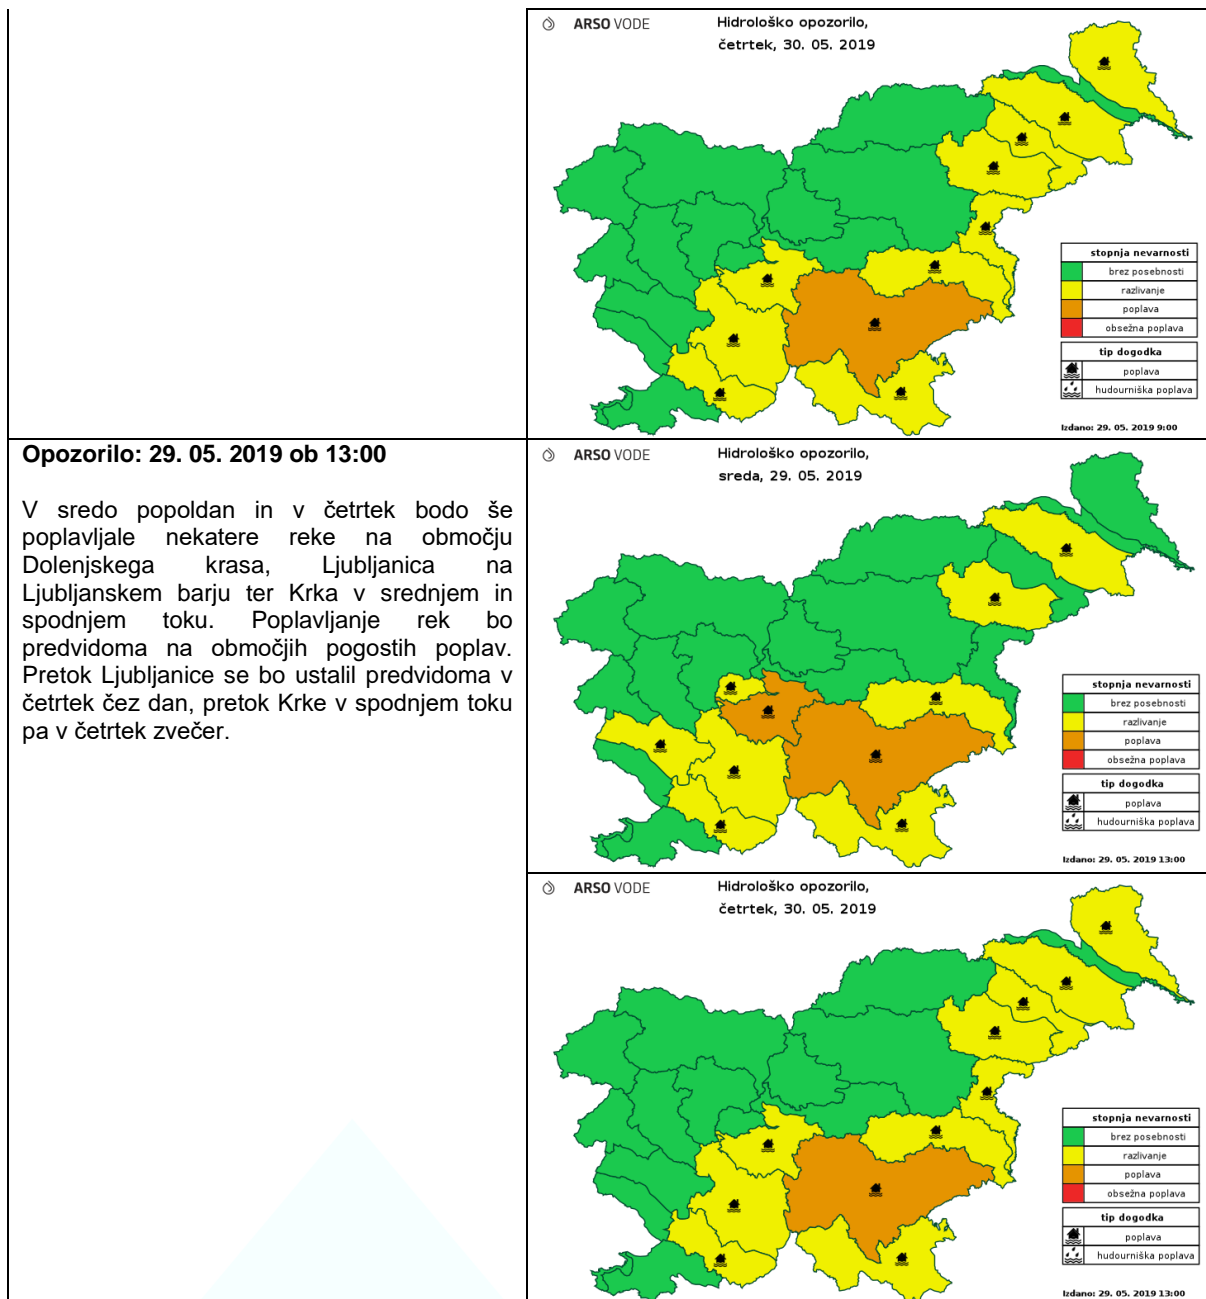 ARSO VODE
Hidrološko opozorilo,
četrtek, 30. 05. 2019
stopnja nevarnosti
brez posebnosti
razlivanje
poplava
obsežna poplava
tip dogodka
poplava
hudourniška poplava
Izdano: 29. 05. 2019 9:00
Opozorilo: 29. 05. 2019 ob 13:00
V sredo popoldan in v četrtek bodo še
poplavljale nekatere reke na območju
Dolenjskega krasa, Ljubljanica na
Ljubljanskem barju ter Krka v srednjem in
spodnjem toku. Poplavljanje rek bo
predvidoma na območjih pogostih poplav.
Pretok Ljubljanice se bo ustalil predvidoma v
četrtek čez dan, pretok Krke v spodnjem toku
pa v četrtek zvečer.
ARSO VODE
Hidrološko opozorilo,
sreda, 29. 05. 2019
stopnja nevarnosti
brez posebnosti
razlivanje
poplava
obsežna poplava
tip dogodka
poplava
hudourniška poplava
Izdano: 29. 05. 2019 13:00
ARSO VODE
Hidrološko opozorilo,
četrtek, 30. 05. 2019
stopnja nevarnosti
brez posebnosti
razlivanje
poplava
obsežna poplava
tip dogodka
poplava
hudourniška poplava
Izdano: 29. 05. 2019 13:00